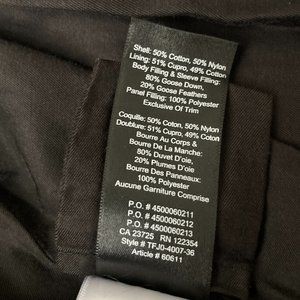 Shell: 50% Cotton, 50% Nylon
Lining: 51% Cupro, 49% Cotton
Body Filling & Sleeve Filling:
80% Goose Down,
20% Goose Feathers
Panel Filling: 100% Polyester
Exclusive Of Trim
Coquille: 50% Coton, 50% Nylon
Doublure: 51% Cupro, 49% Coton
Bourre Au Corps &
Bourre De La Manche:
80% Duvet D'oie,
20% Plumes D'oie
Bourre Des Panneaux:
100% Polyester
Aucune Garniture Comprise
P.O. # 4500060211
P.O. # 4500060212
P.O. # 4500060213
CA 23725 RN 122354
Style # TFJ0-4007-36
Article # 60611